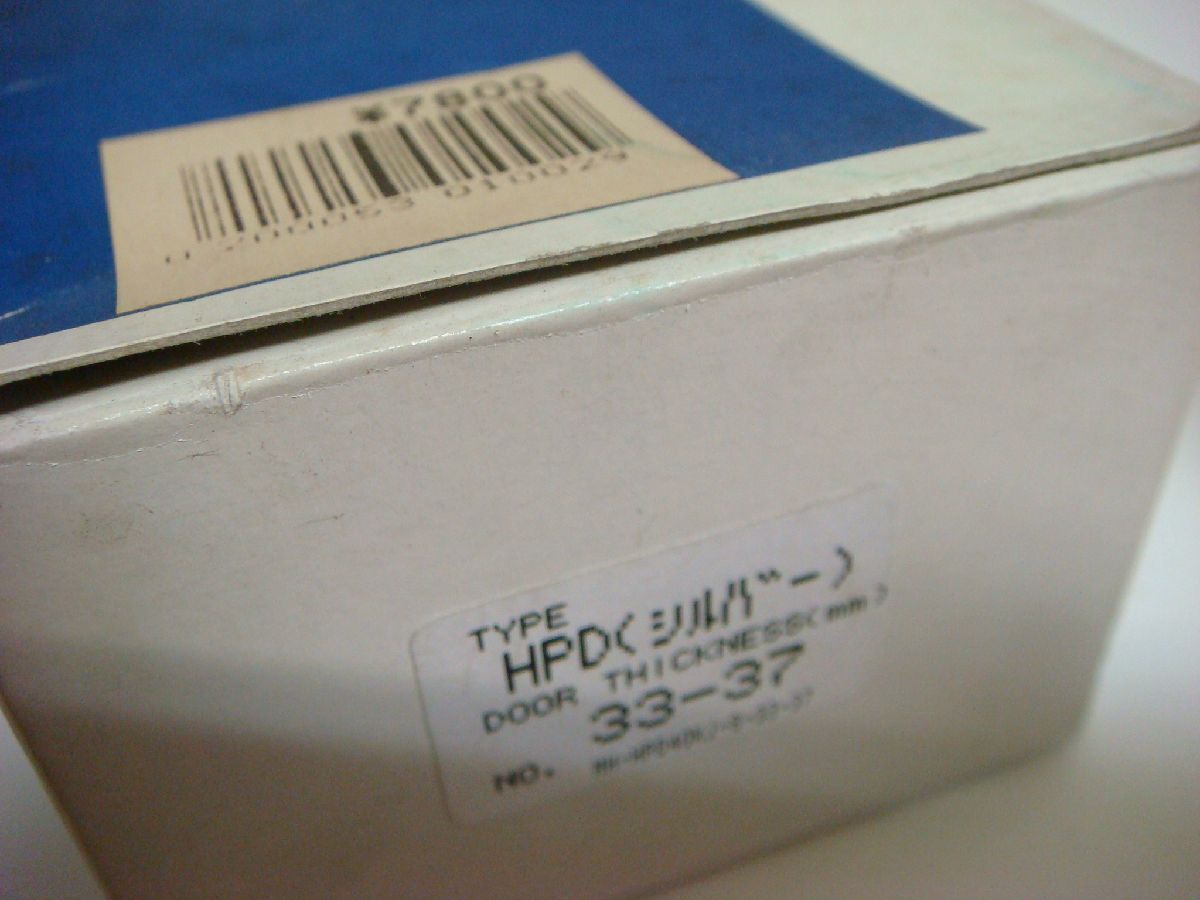 ¥7800
TYPE
HPD(シルバー)
DOOR THICKNESS(mm)
33-37
NO.